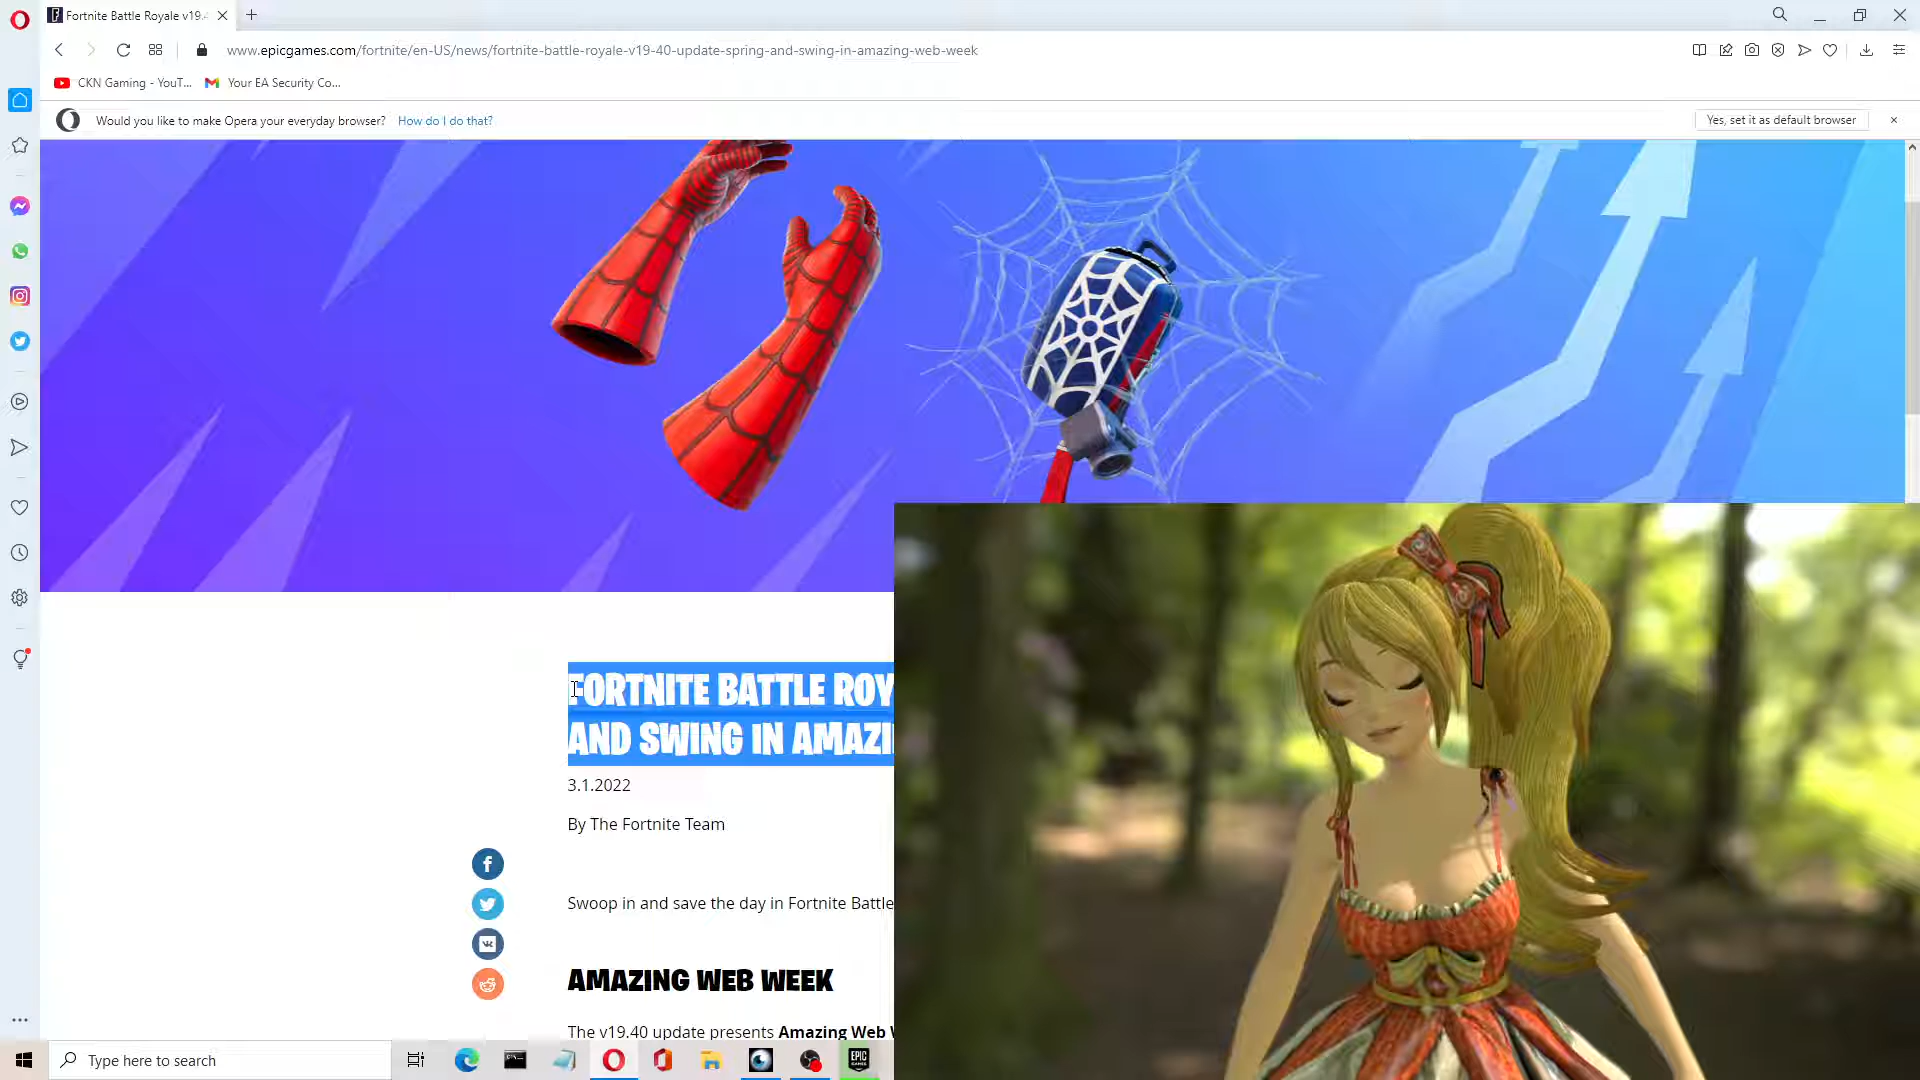 Fortnite Battle Royale v19.4
www.epicgames.com/fortnite/en-US/news/fortnite-battle-royale-v19-40-update-spring-and-swing-in-amazing-web-week
CKN Gaming - YouT...
Your EA Security Co...
Would you like to make Opera your everyday browser? How do I do that?
Yes, set it as default browser
FORTNITE BATTLE ROY
AND SWING IN AMAZI
3.1.2022
By The Fortnite Team
Swoop in and save the day in Fortnite Battle
AMAZING WEB WEEK
The v19.40 update presents Amazing Web
Type here to search
EPIC GAMES